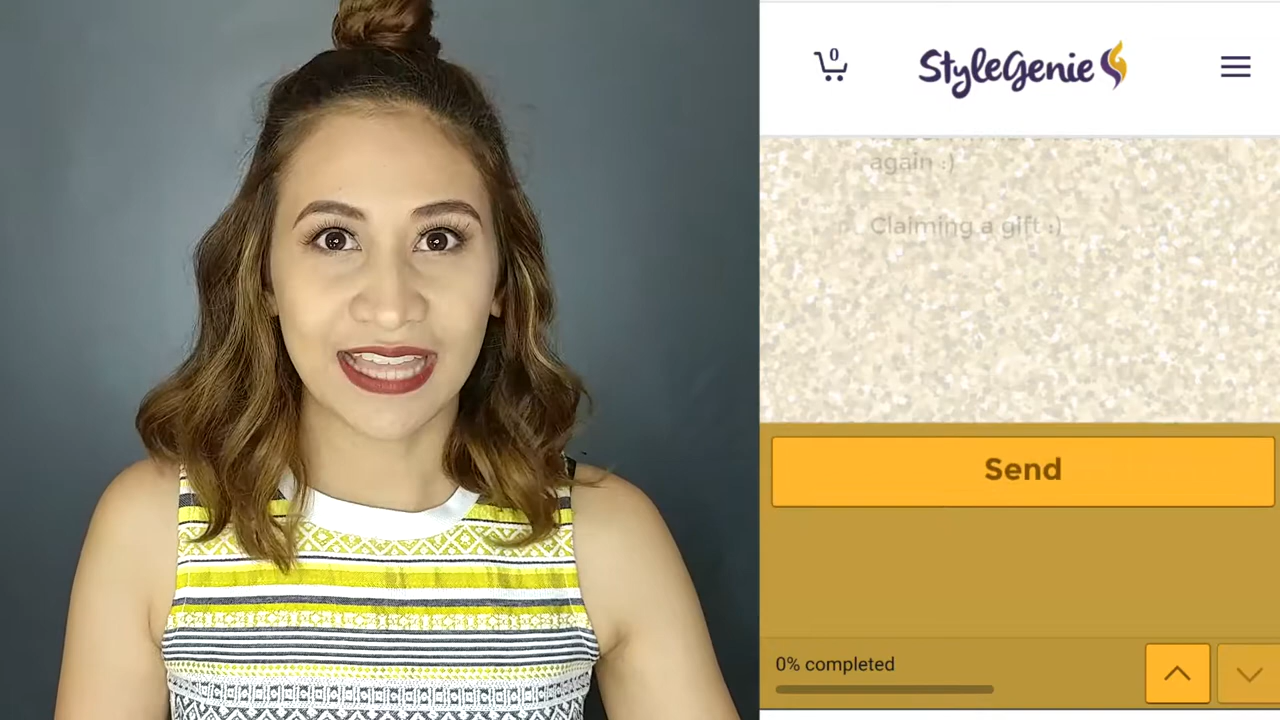 0
StyleGenie
again :)
Claiming a gift :)
Send
0% completed